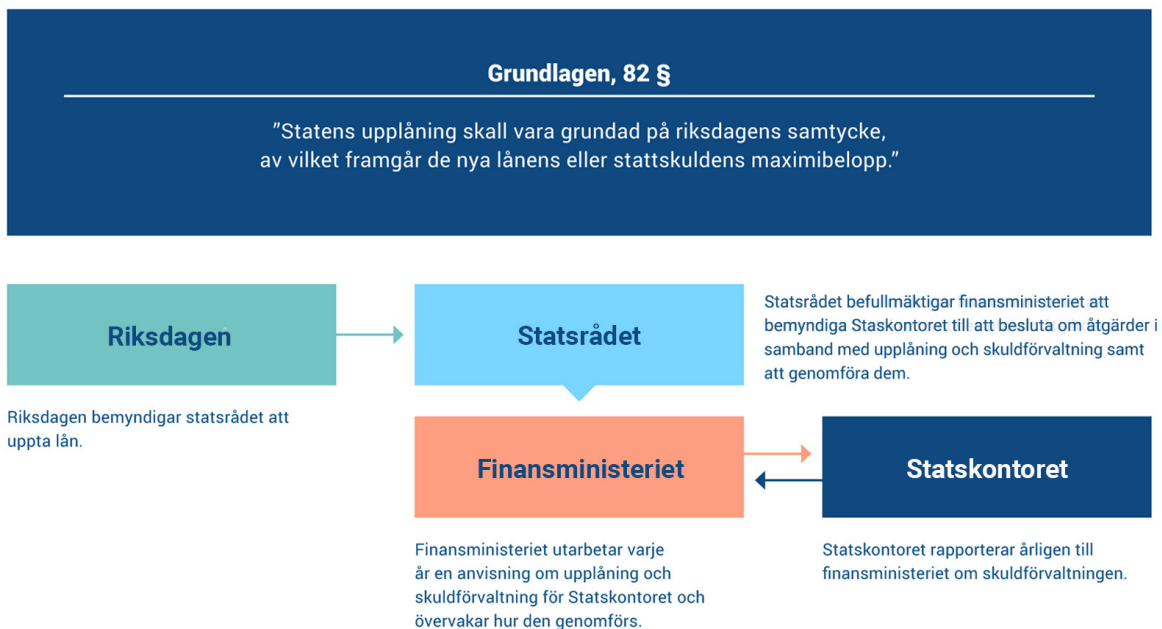 Grundlagen, 82 §
”Statens upplåning skall vara grundad på riksdagens samtycke,
av vilket framgår de nya lånens eller stattskuldens maximibelopp.”
Riksdagen
Riksdagen bemyndigar statsrådet att
uppta lån.
Statsrådet
Statsrådet befullmäktigar finansministeriet att
bemyndiga Staskontoret till att besluta om åtgärder i
samband med upplåning och skuldförvaltning samt
att genomföra dem.
Finansministeriet
Finansministeriet utarbetar varje
år en anvisning om upplåning och
skuldförvaltning för Statskontoret och
övervakar hur den genomförs.
Statskontoret
Statskontoret rapporterar årligen till
finansministeriet om skuldförvaltningen.